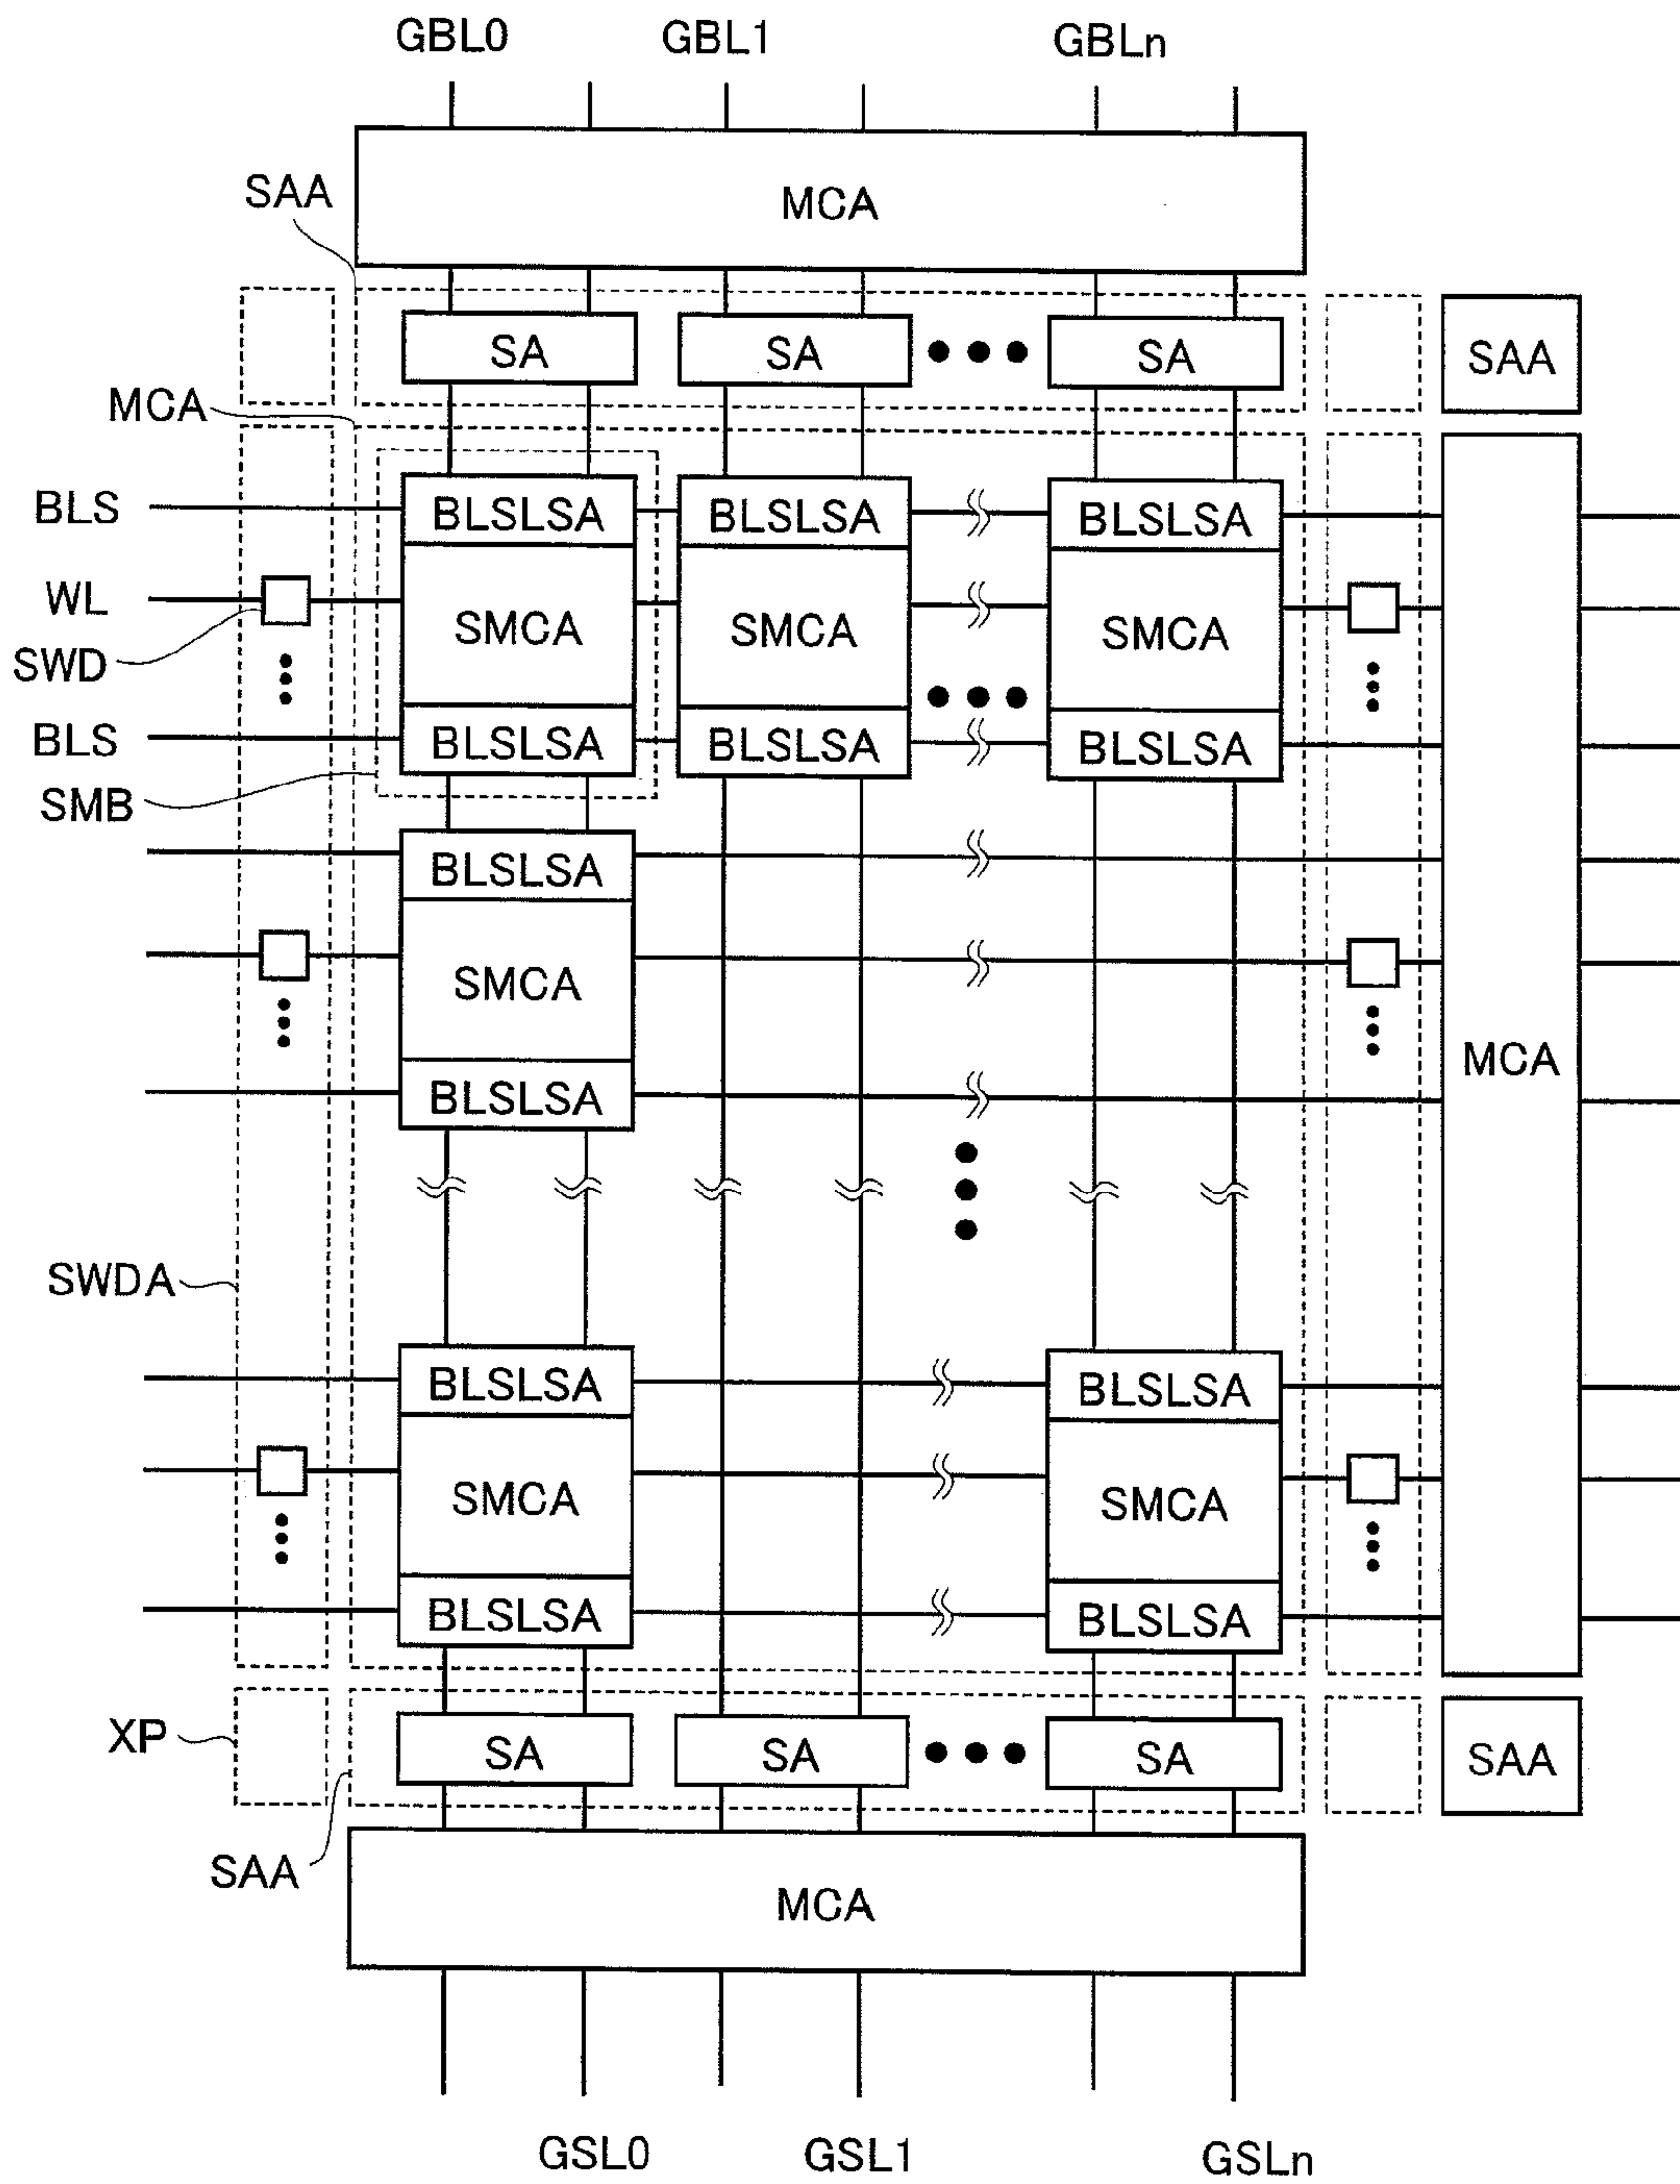 GBL0 GBL1 GBLn
MCA
SAA
SA SA SA SAA
MCA
BLS BLSLSA BLSLSA BLSLSA
WL
SMCA SMCA SMCA
SWD
BLS BLSLSA BLSLSA BLSLSA
SMB
BLSLSA
SMCA
BLSLSA
MCA
SWDA
BLSLSA BLSLSA
SMCA SMCA
BLSLSA BLSLSA
XP SA SA SA SAA
SAA
MCA
GSL0 GSL1 GSLn